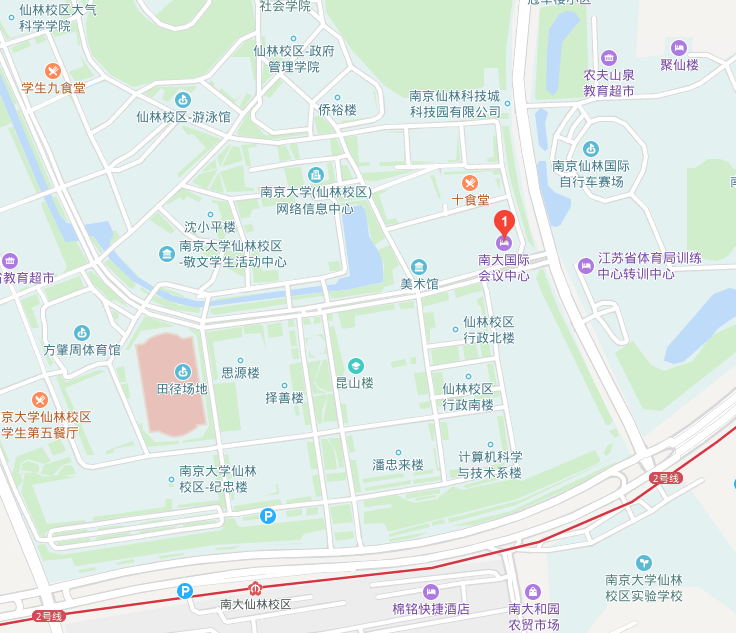 社会学院
冠军楼小区
仙林校区大气
科学学院
仙林校区-政府
管理学院
聚仙楼
农夫山泉
教育超市
学生九食堂
仙林校区-游泳馆
侨裕楼
南京仙林科技城
科技园有限公司
南京仙林国际
自行车赛场
南京大学(仙林校区)
网络信息中心
十食堂
1
沈小平楼
南京大学仙林校区
-敬文学生活动中心
南大国际
会议中心
江苏省体育局训练
中心转训中心
省教育超市
美术馆
仙林校区
行政北楼
方肇周体育馆
思源楼
昆山楼
田径场地
择善楼
仙林校区
行政南楼
京大学仙林校区
学生第五餐厅
潘忠来楼
计算机科学
与技术系楼
南京大学仙林
校区-纪忠楼
2号线
P
P
南大仙林校区
2号线
棉铭快捷酒店
南大和园
农贸市场
南京大学仙林
校区实验学校